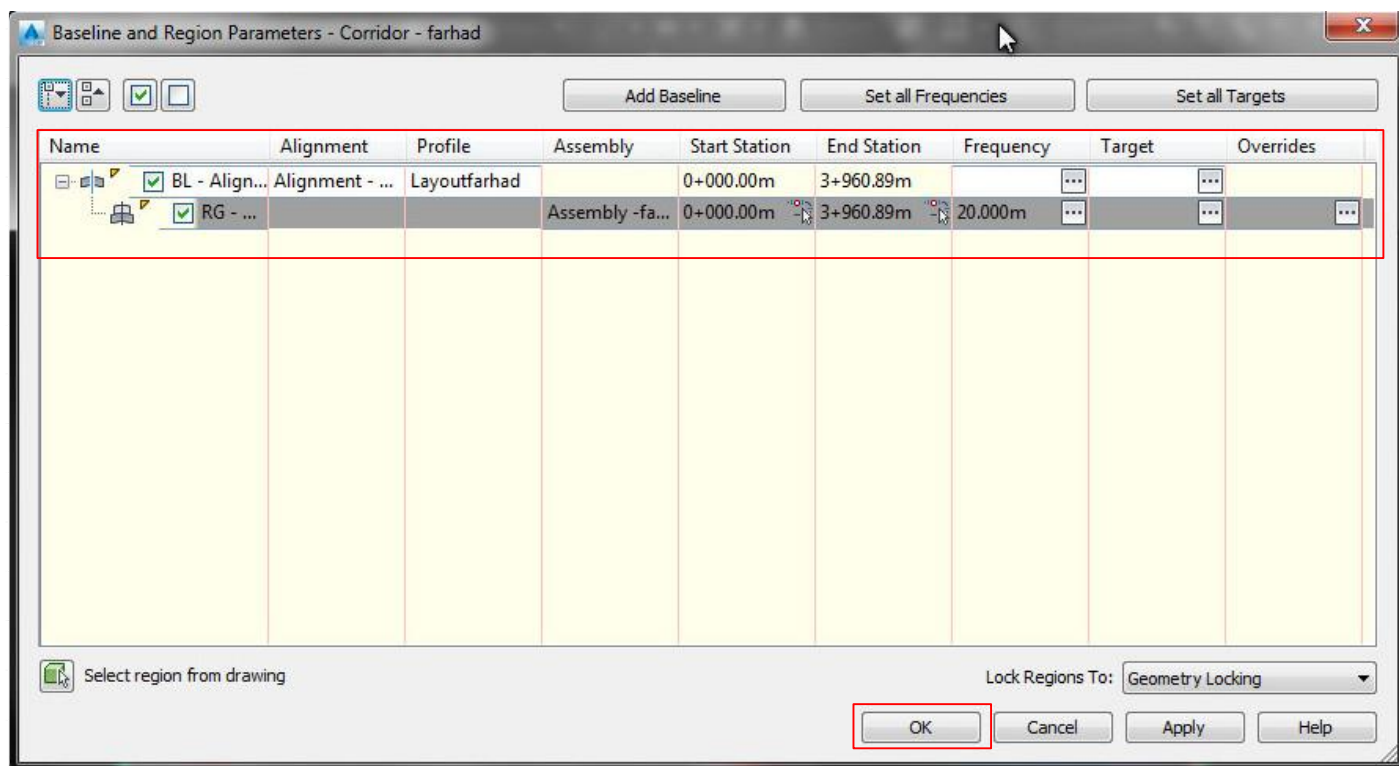 Baseline and Region Parameters - Corridor - farhad
Add Baseline Set all Frequencies Set all Targets
Name Alignment Profile Assembly Start Station End Station Frequency Target Overrides
BL - Align... Alignment - ... Layoutfarhad 0+000.00m 3+960.89m ... ...
RG - ... Assembly -fa... 0+000.00m 3+960.89m 20.000m ... ... ...
Select region from drawing Lock Regions To: Geometry Locking
OK Cancel Apply Help